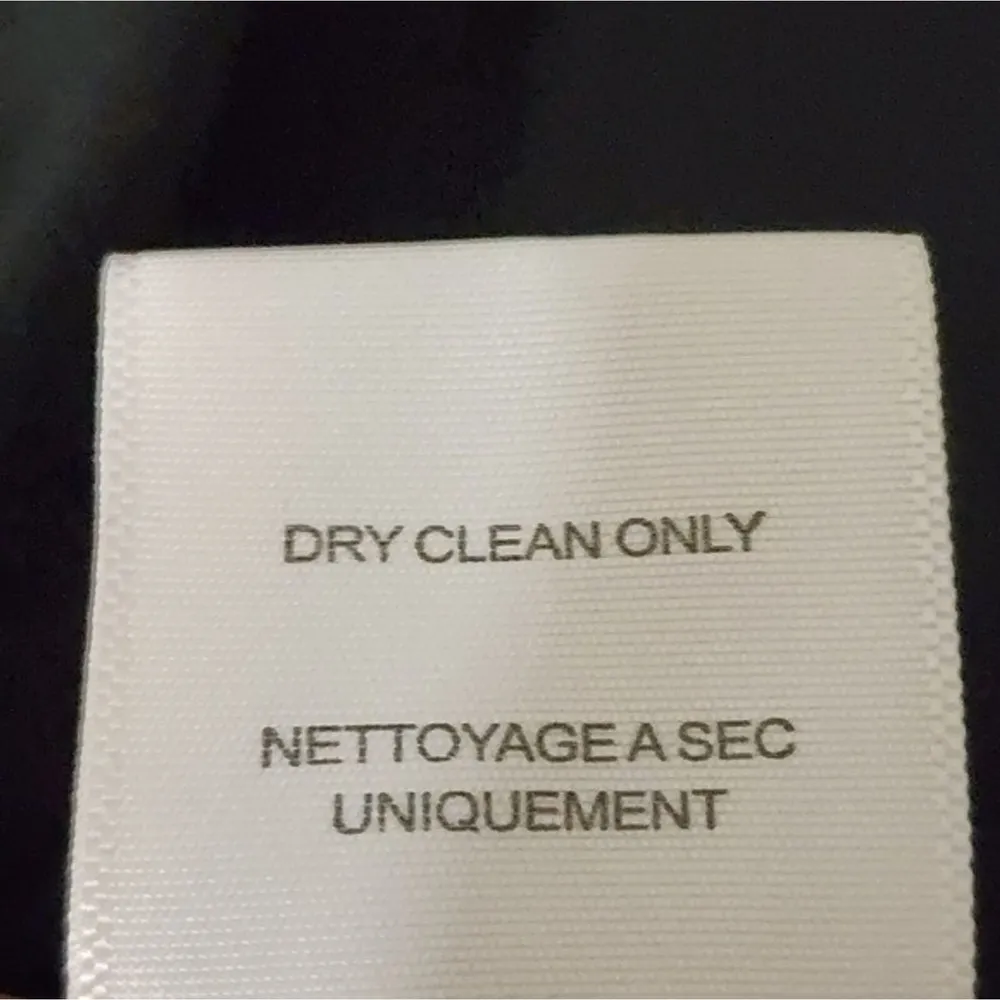 DRY CLEAN ONLY
NETTOYAGE A SEC
UNIQUEMENT